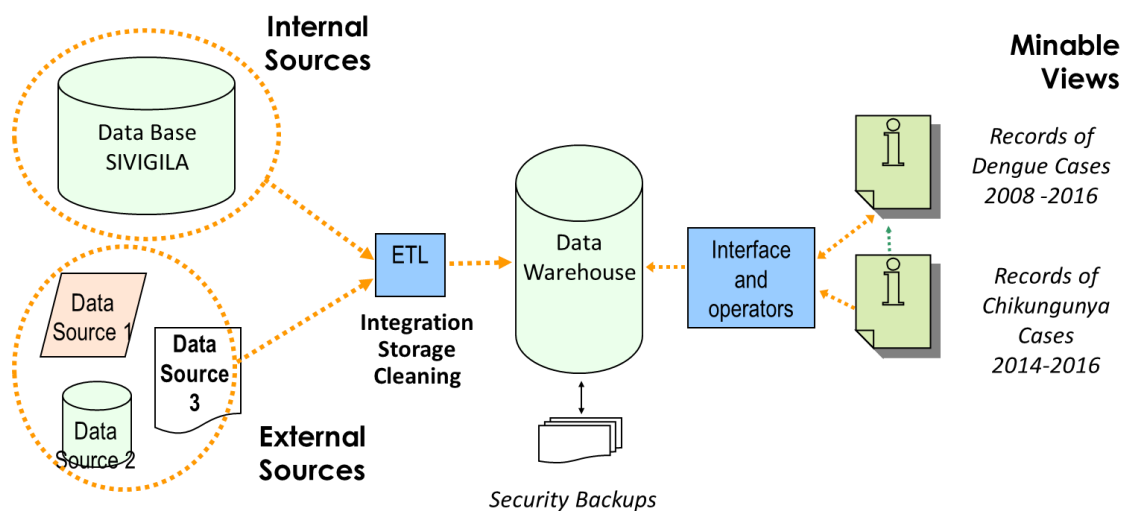 Internal
Sources
Data Base
SIVIGILA
Data
Source 1
Data
Source
3
Data
Source 2
External
Sources
ETL
Integration
Storage
Cleaning
Data
Warehouse
Security Backups
Interface
and
operators
Minable
Views
i
Records of
Dengue Cases
2008 -2016
i
Records of
Chikungunya
Cases
2014-2016